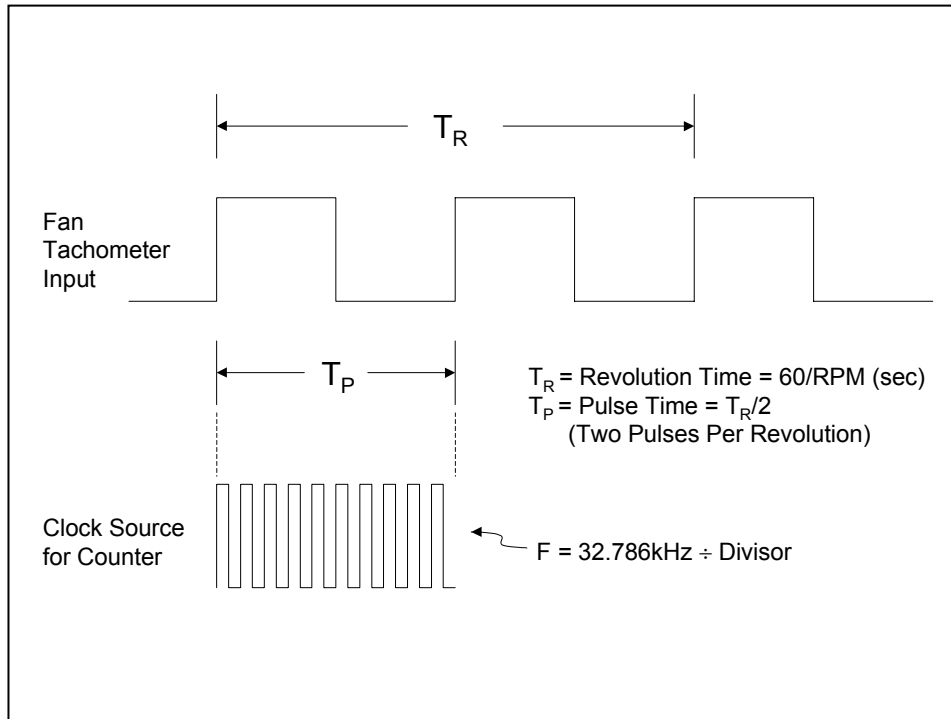 T_R
Fan
Tachometer
Input
T_P
T_R = Revolution Time = 60/RPM (sec)
T_P = Pulse Time = T_R/2
(Two Pulses Per Revolution)
Clock Source
for Counter
F = 32.786kHz ÷ Divisor